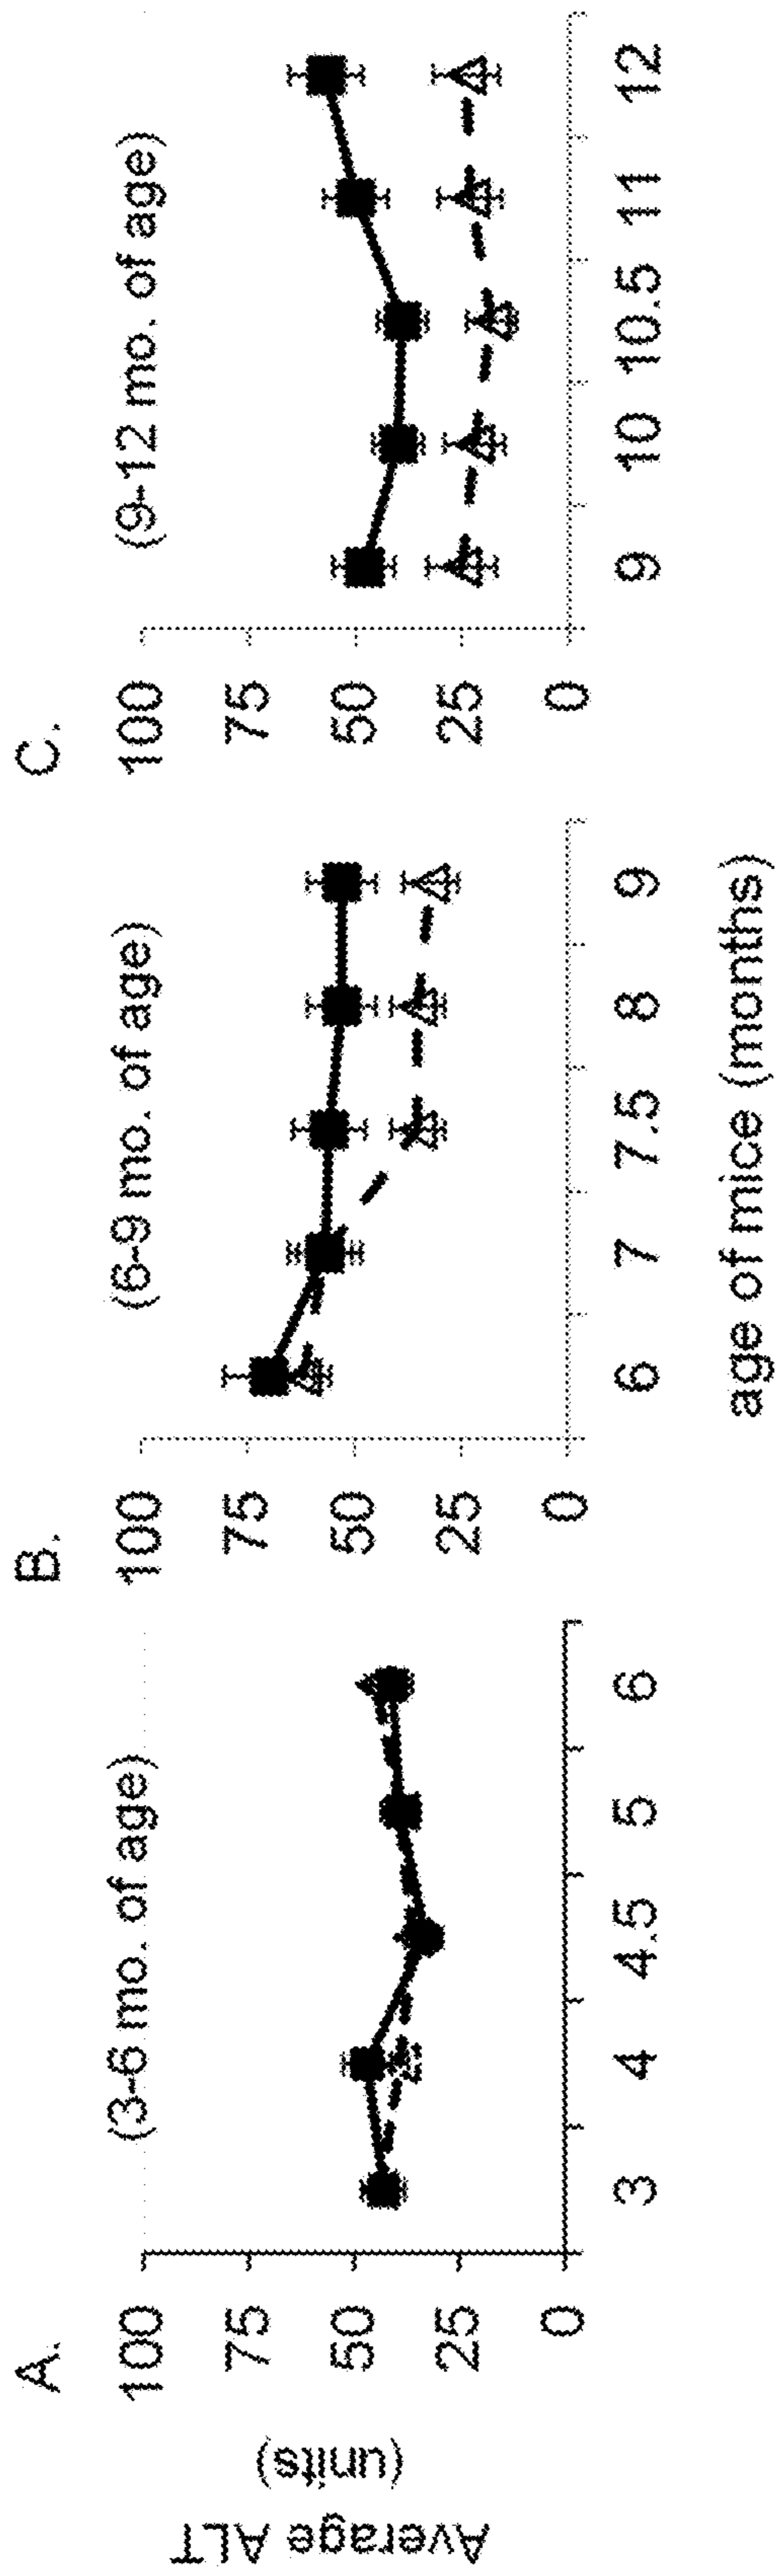 A.
(3-6 mo. of age)
Average ALT
(units)
100
75
50
25
0
3 4 4.5 5 6
B.
(6-9 mo. of age)
100
75
50
25
0
6 7 7.5 8 9
C.
(9-12 mo. of age)
100
75
50
25
0
9 10 10.5 11 12
age of mice (months)